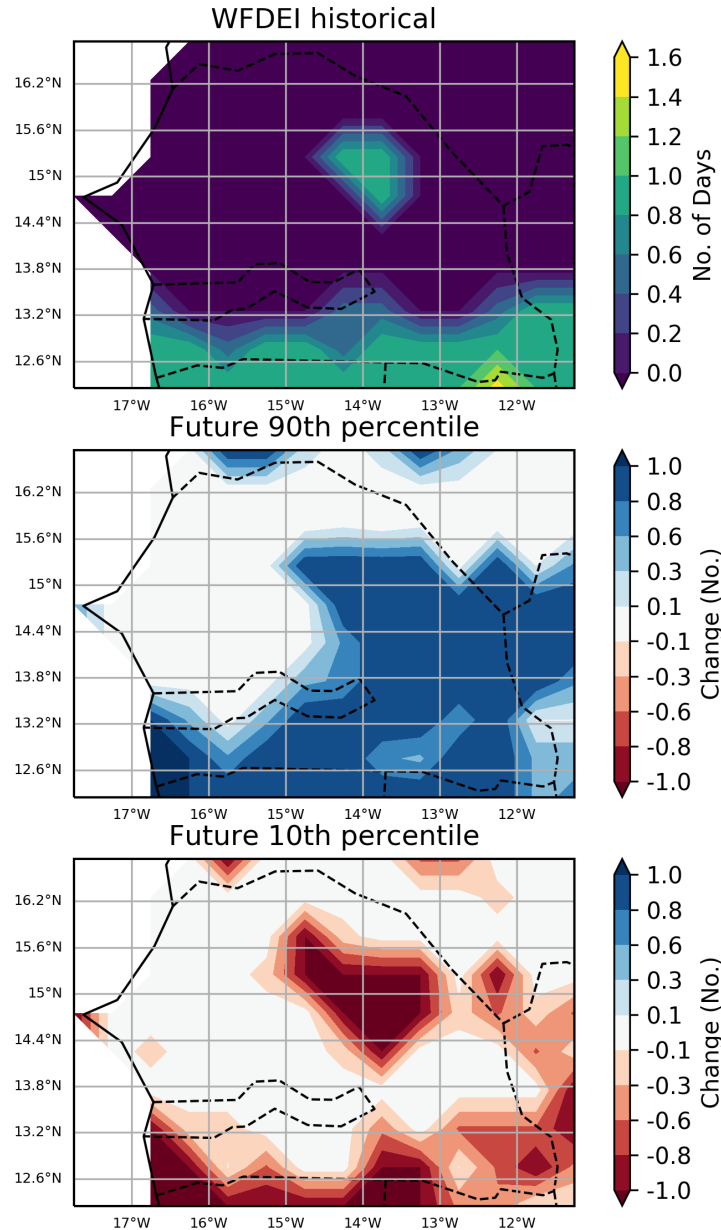 WFDEI historical
16.2°N
15.6°N
15°N
14.4°N
13.8°N
13.2°N
12.6°N
17°W 16°W 15°W 14°W 13°W 12°W
1.6
1.4
1.2
1.0
0.8
0.6
0.4
0.2
0.0
No. of Days
Future 90th percentile
16.2°N
15.6°N
15°N
14.4°N
13.8°N
13.2°N
12.6°N
17°W 16°W 15°W 14°W 13°W 12°W
1.0
0.8
0.6
0.3
0.1
-0.1
-0.3
-0.6
-0.8
-1.0
Change (No.)
Future 10th percentile
16.2°N
15.6°N
15°N
14.4°N
13.8°N
13.2°N
12.6°N
17°W 16°W 15°W 14°W 13°W 12°W
1.0
0.8
0.6
0.3
0.1
-0.1
-0.3
-0.6
-0.8
-1.0
Change (No.)